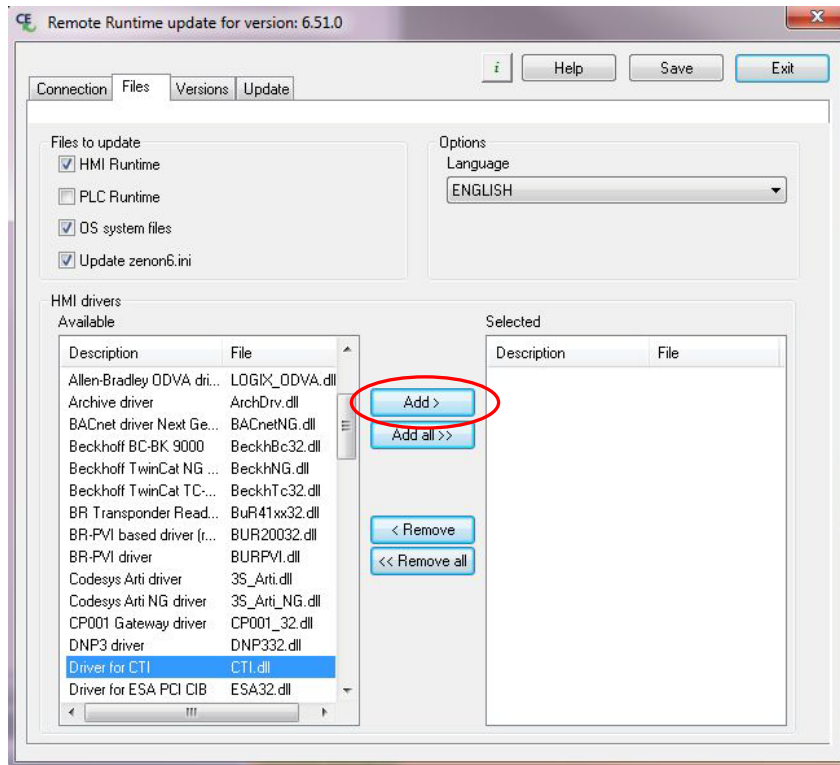 CE Remote Runtime update for version: 6.51.0
x
i Help Save Exit
Connection Files Versions Update
Files to update
HMI Runtime
PLC Runtime
OS system files
Update zenon6.ini
Options
Language
ENGLISH
HMI drivers
Available
Description File
Allen-Bradley ODVA dri... LOGIX_ODVA.dll
Archive driver ArchDrv.dll
BACnet driver Next Ge... BACnetNG.dll
Beckhoff BC-BK 9000 BeckhBc32.dll
Beckhoff TwinCat NG ... BeckhNG.dll
Beckhoff TwinCat TC-... BeckhTc32.dll
BR Transponder Read... BuR41xx32.dll
BR-PVI based driver (r... BUR20032.dll
BR-PVI driver BURPVI.dll
Codesys Arti driver 3S_Arti.dll
Codesys Arti NG driver 3S_Arti_NG.dll
CP001 Gateway driver CP001_32.dll
DNP3 driver DNP332.dll
Driver for CTI CTI.dll
Driver for ESA PCI CIB ESA32.dll
Add >
Add all >>
< Remove
<< Remove all
Selected
Description File